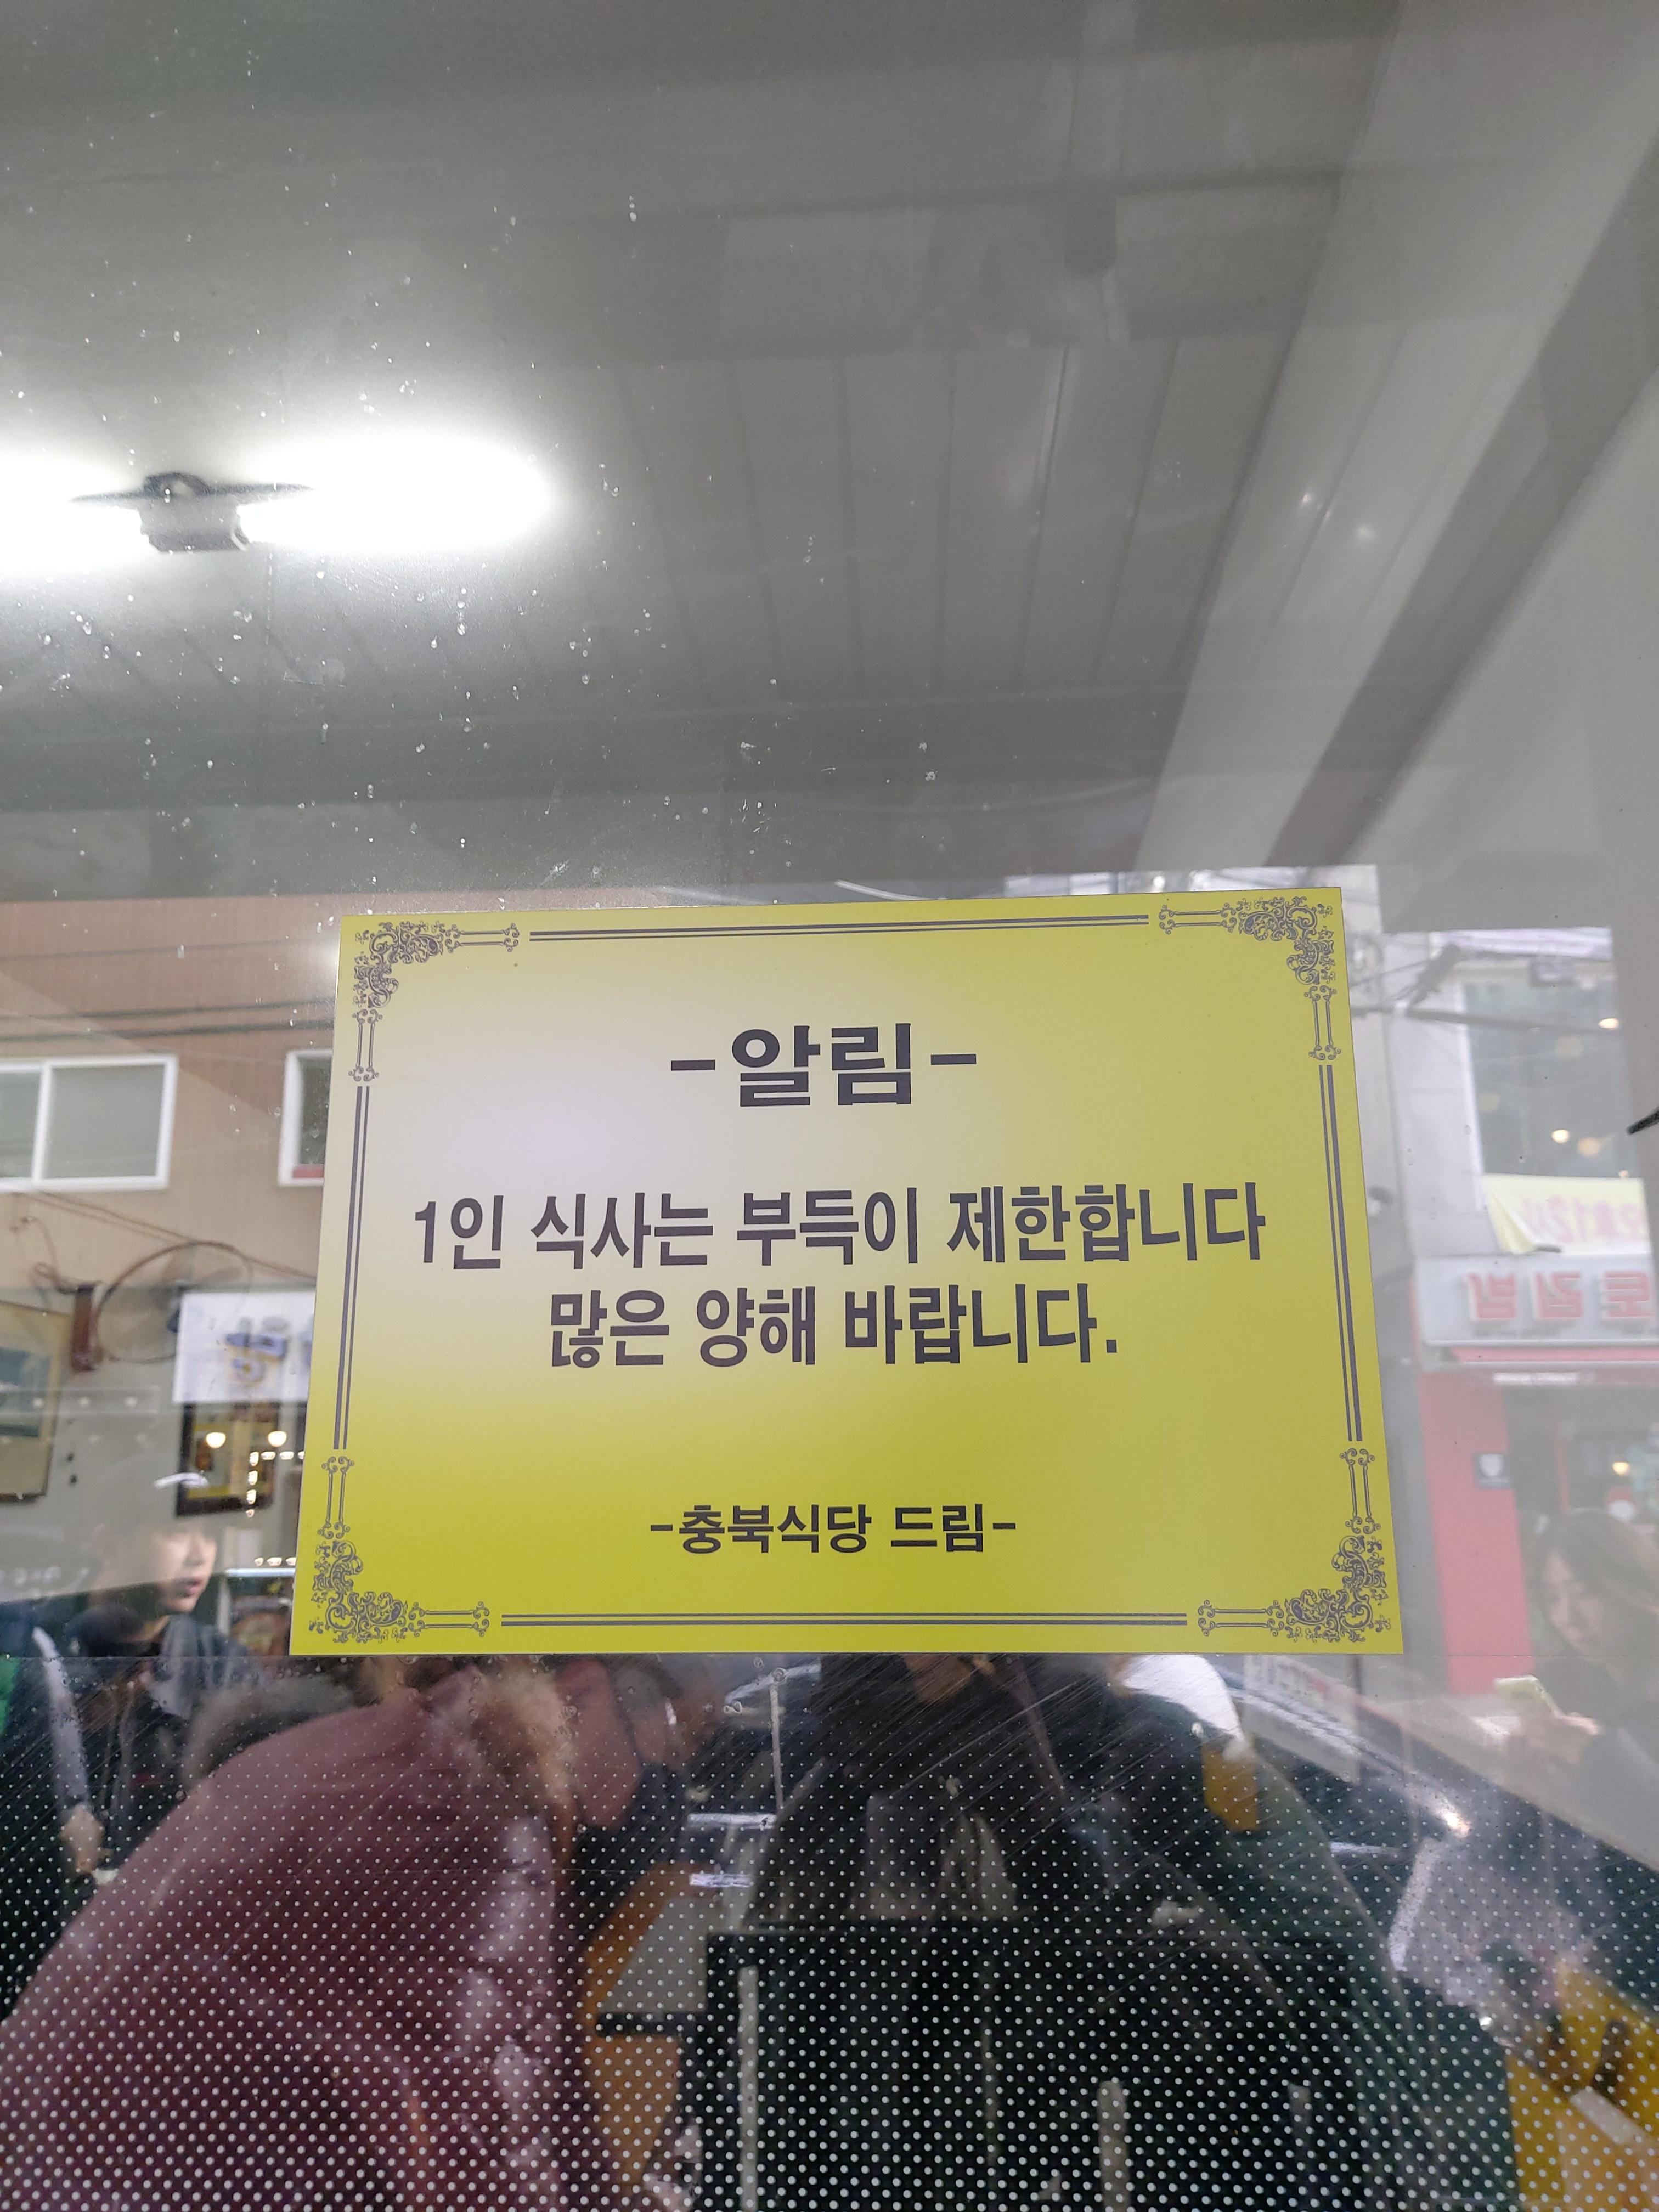 -알림-
1인 식사는 부득이 제한합니다
많은 양해 바랍니다.
-충북식당 드림-